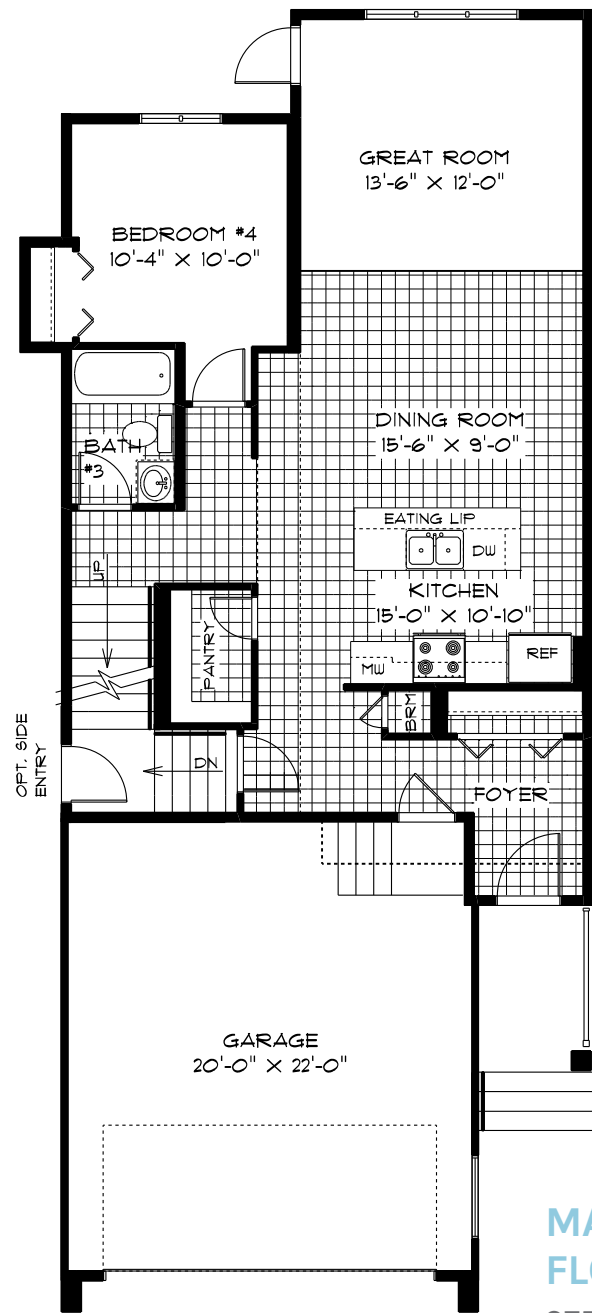 GREAT ROOM
13'-6" X 12'-0"
BEDROOM #4
10'-4" X 10'-0"
DINING ROOM
15'-6" X 9'-0"
BATH
#3
EATING LIP
DW
KITCHEN
15'-0" X 10'-10"
UP
PANTRY
MW
REF
BRM
OPT. SIDE
ENTRY
DN
FOYER
GARAGE
20'-0" X 22'-0"
MA
FLO